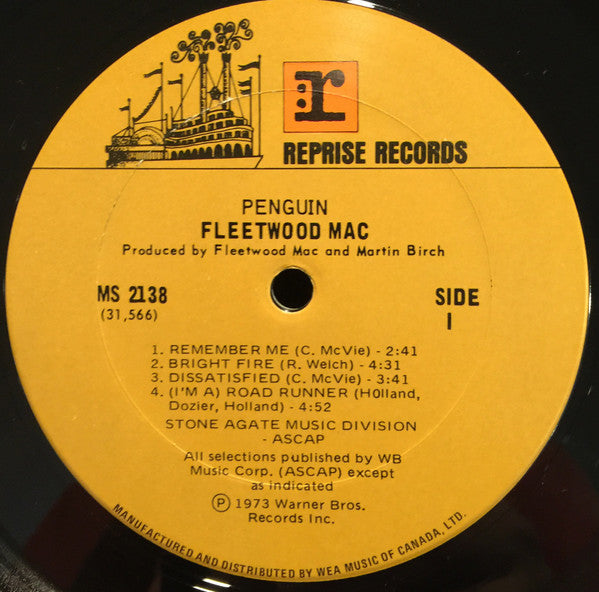 r
REPRISE RECORDS
PENGUIN
FLEETWOOD MAC
Produced by Fleetwood Mac and Martin Birch
MS 2138
(31,566)
SIDE
1
1. REMEMBER ME (C. McVie) - 2:41
2. BRIGHT FIRE (R. Welch) - 4:31
3. DISSATISFIED (C. McVie) - 3:41
4. (I'M A) ROAD RUNNER (H0lland,
Dozier, Holland) - 4:52
STONE AGATE MUSIC DIVISION
- ASCAP
All selections published by WB
Music Corp. (ASCAP) except
as indicated
Ⓟ 1973 Warner Bros.
Records Inc.
MANUFACTURED AND DISTRIBUTED BY WEA MUSIC OF CANADA, LTD.